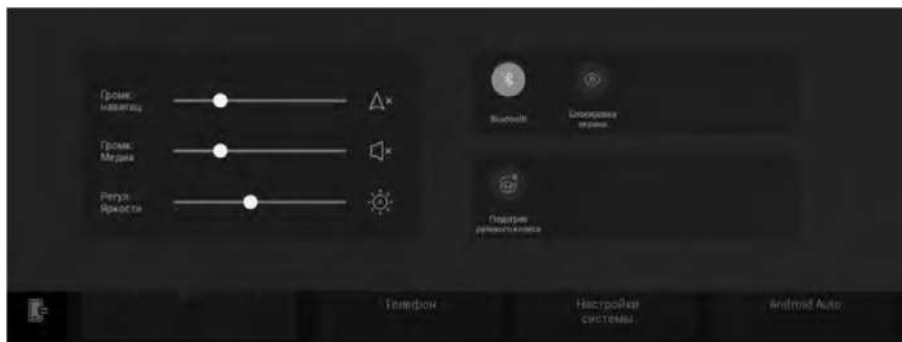 Громк.
навигац.
Громк.
Медиа
Регул.
Яркости
Bluetooth
Блокировка
экрана
Подогрев
рулевого колеса
Телефон
Настройки
системы
Android Auto